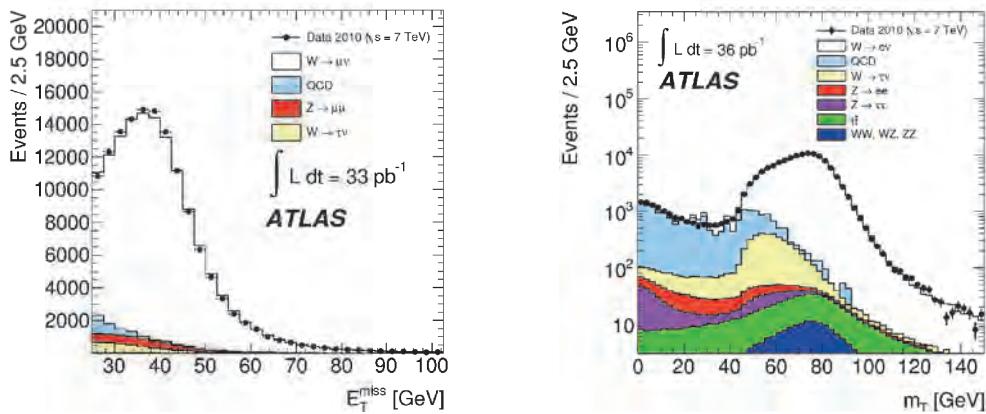 Events / 2.5 GeV
20000
18000
16000
14000
12000
10000
8000
6000
4000
2000
Data 2010 (√s = 7 TeV)
W → μν
QCD
Z → μμ
W → τν
∫ L dt = 33 pb⁻¹
ATLAS
30 40 50 60 70 80 90 100
E_T^miss [GeV]
Events / 2.5 GeV
10⁶
10⁵
10⁴
10³
10²
10
∫ L dt = 36 pb⁻¹
ATLAS
Data 2010 (√s = 7 TeV)
W → eν
QCD
W → τν
Z → ee
Z → ττ
tt̄
WW, WZ, ZZ
0 20 40 60 80 100 120 140
m_T [GeV]